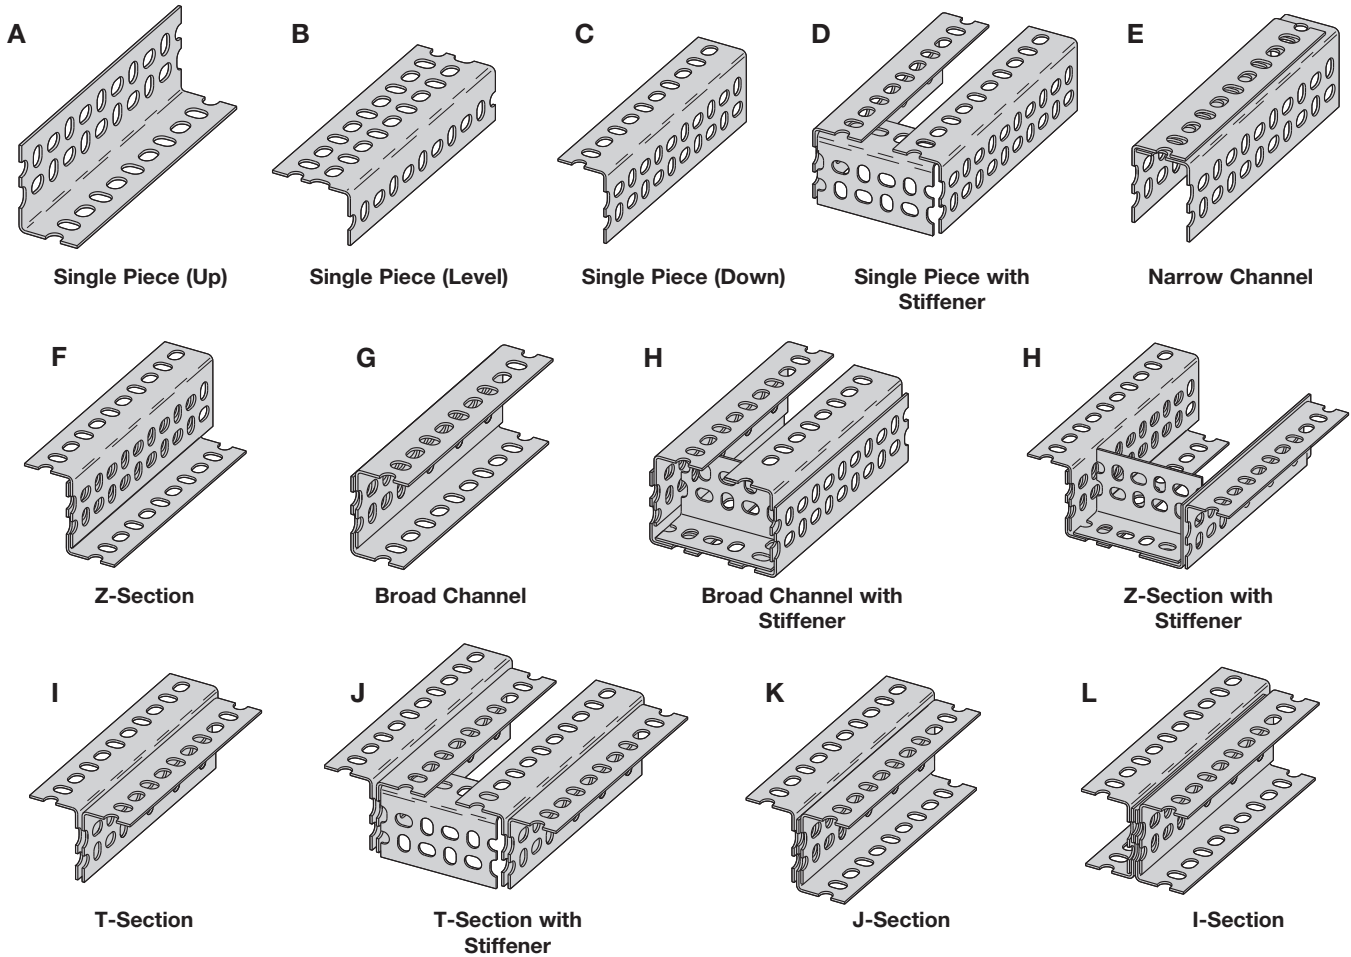 A
B
C
D
E
Single Piece (Up)
Single Piece (Level)
Single Piece (Down)
Single Piece with
Stiffener
Narrow Channel
F
G
H
H
Z-Section
Broad Channel
Broad Channel with
Stiffener
Z-Section with
Stiffener
I
J
K
L
T-Section
T-Section with
Stiffener
J-Section
I-Section